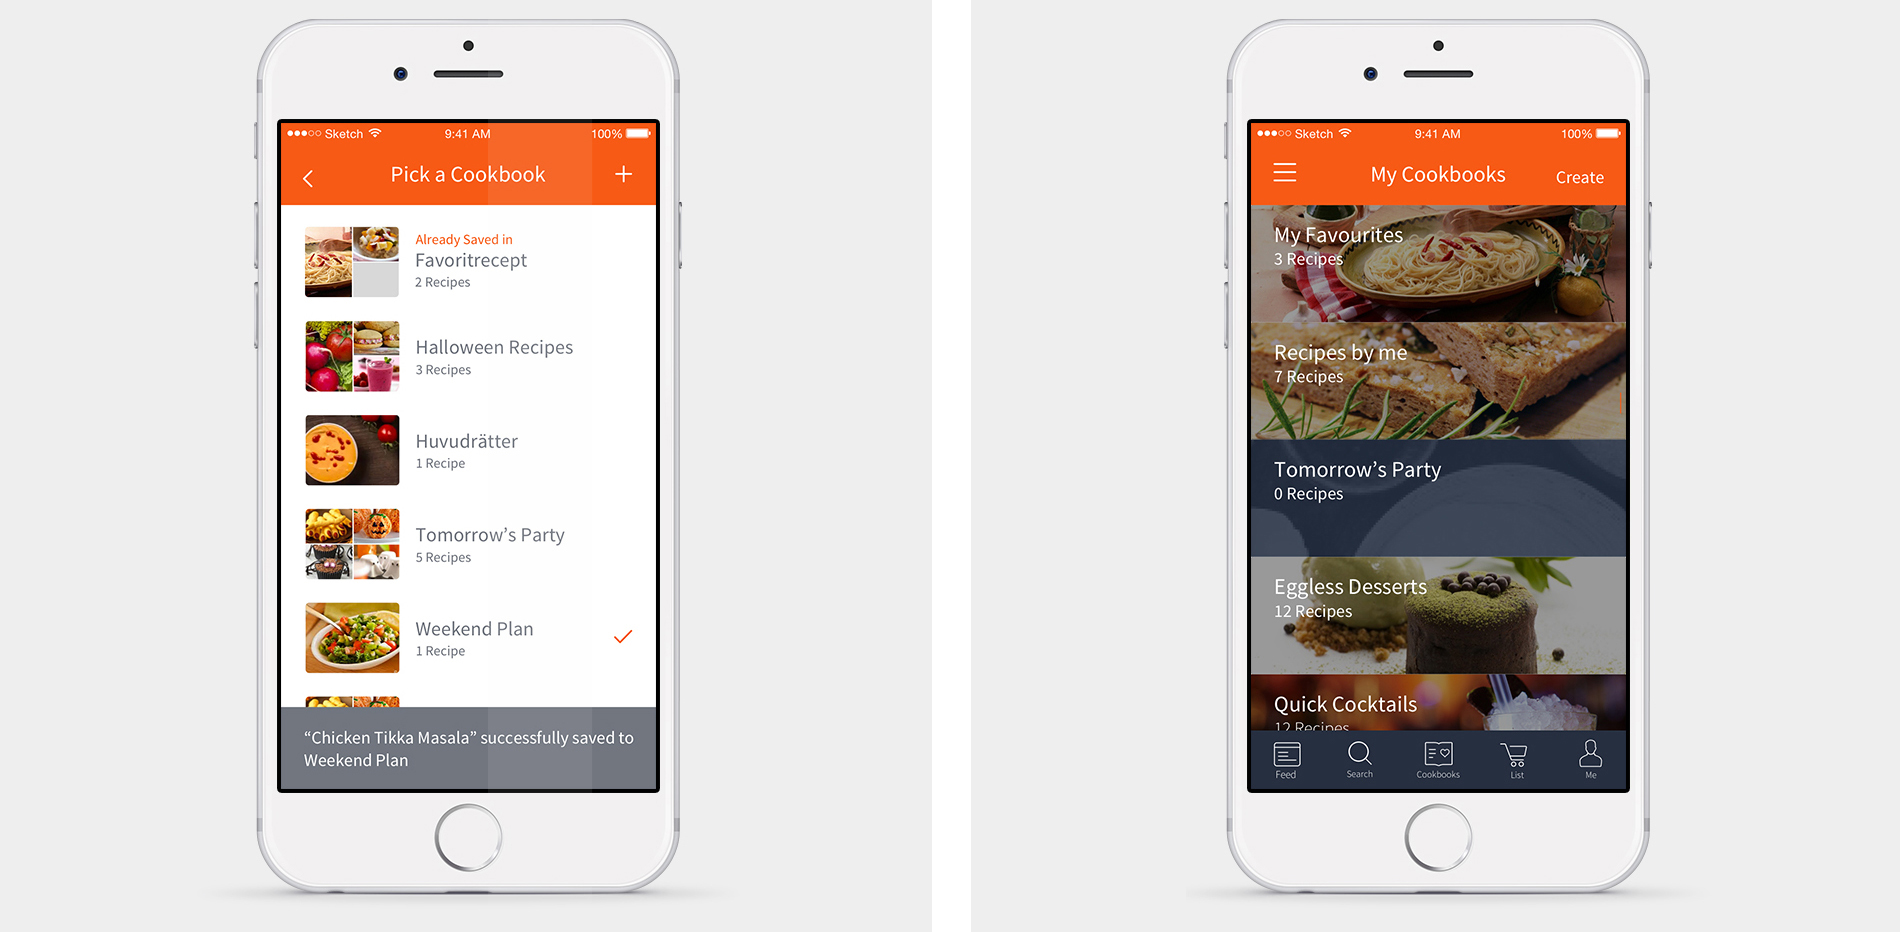 Sketch
9:41 AM
100%
Pick a Cookbook
Already Saved in
Favoritrecept
2 Recipes
Halloween Recipes
3 Recipes
Huvudrätter
1 Recipe
Tomorrow’s Party
5 Recipes
Weekend Plan
1 Recipe
“Chicken Tikka Masala” successfully saved to
Weekend Plan
Sketch
9:41 AM
100%
My Cookbooks
Create
My Favourites
3 Recipes
Recipes by me
7 Recipes
Tomorrow’s Party
0 Recipes
Eggless Desserts
12 Recipes
Quick Cocktails
12 Recipes
Feed
Search
Cookbooks
List
Me